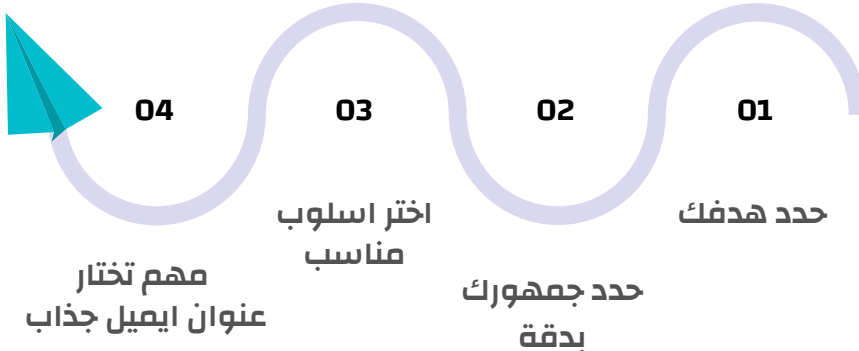 01
حدد هدفك
02
حدد جمهورك
بدقة
03
اختر اسلوب
مناسب
04
مهم تختار
عنوان ايميل جذاب